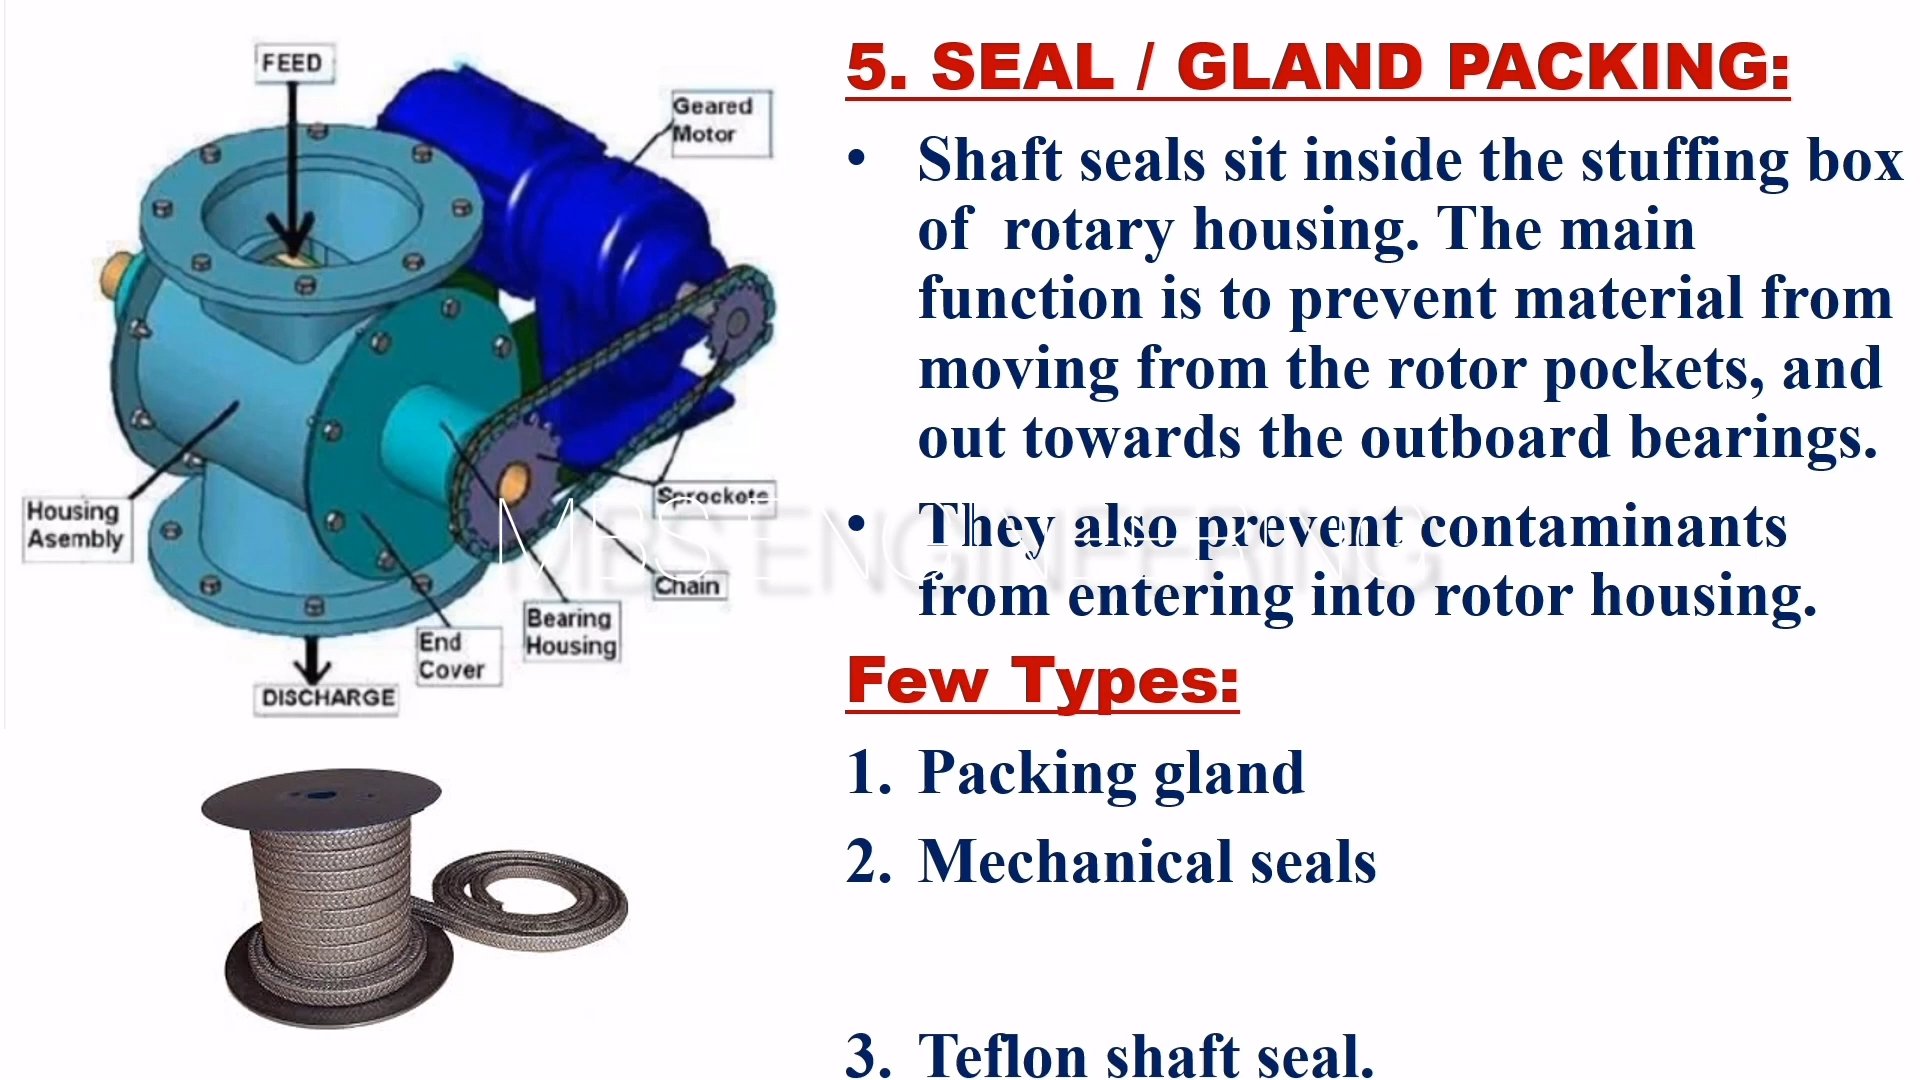 FEED
Geared
Motor
Housing
Asembly
Sprockets
Chain
Bearing
Housing
End
Cover
DISCHARGE
5. SEAL / GLAND PACKING:
• Shaft seals sit inside the stuffing box
of rotary housing. The main
function is to prevent material from
moving from the rotor pockets, and
out towards the outboard bearings.
• They also prevent contaminants
from entering into rotor housing.
Few Types:
1. Packing gland
2. Mechanical seals
3. Teflon shaft seal.
MBS ENGINEERING